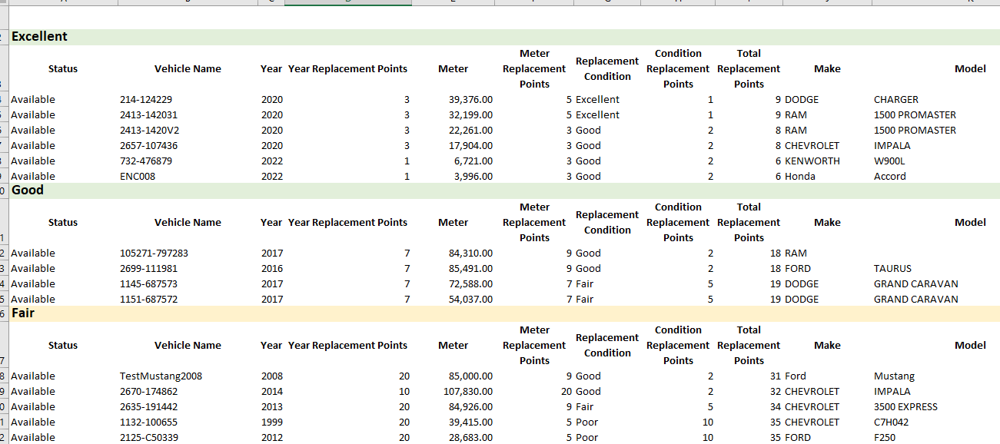 Excellent
Status Vehicle Name Year Year Replacement Points Meter Meter Replacement Points Replacement Condition Condition Replacement Points Total Replacement Points Make Model
Available 214-124229 2020 3 39,376.00 5 Excellent 1 9 DODGE CHARGER
Available 2413-142031 2020 3 32,199.00 5 Excellent 1 9 RAM 1500 PROMASTER
Available 2413-1420V2 2020 3 22,261.00 3 Good 2 8 RAM 1500 PROMASTER
Available 2657-107436 2020 3 17,904.00 3 Good 2 8 CHEVROLET IMPALA
Available 732-476879 2022 1 6,721.00 3 Good 2 6 KENWORTH W900L
Available ENC008 2022 1 3,996.00 3 Good 2 6 Honda Accord
Good
Status Vehicle Name Year Year Replacement Points Meter Meter Replacement Points Replacement Condition Condition Replacement Points Total Replacement Points Make Model
Available 105271-797283 2017 7 84,310.00 9 Good 2 18 RAM
Available 2699-111981 2016 7 85,491.00 9 Good 2 18 FORD TAURUS
Available 1145-687573 2017 7 72,588.00 7 Fair 5 19 DODGE GRAND CARAVAN
Available 1151-687572 2017 7 54,037.00 7 Fair 5 19 DODGE GRAND CARAVAN
Fair
Status Vehicle Name Year Year Replacement Points Meter Meter Replacement Points Replacement Condition Condition Replacement Points Total Replacement Points Make Model
Available TestMustang2008 2008 20 85,000.00 9 Good 2 31 Ford Mustang
Available 2670-174862 2014 10 107,830.00 20 Good 2 32 CHEVROLET IMPALA
Available 2635-191442 2013 20 84,926.00 9 Fair 5 34 CHEVROLET 3500 EXPRESS
Available 1132-100655 1999 20 39,415.00 5 Poor 10 35 CHEVROLET C7H042
Available 2125-C50339 2012 20 28,683.00 5 Poor 10 35 FORD F250